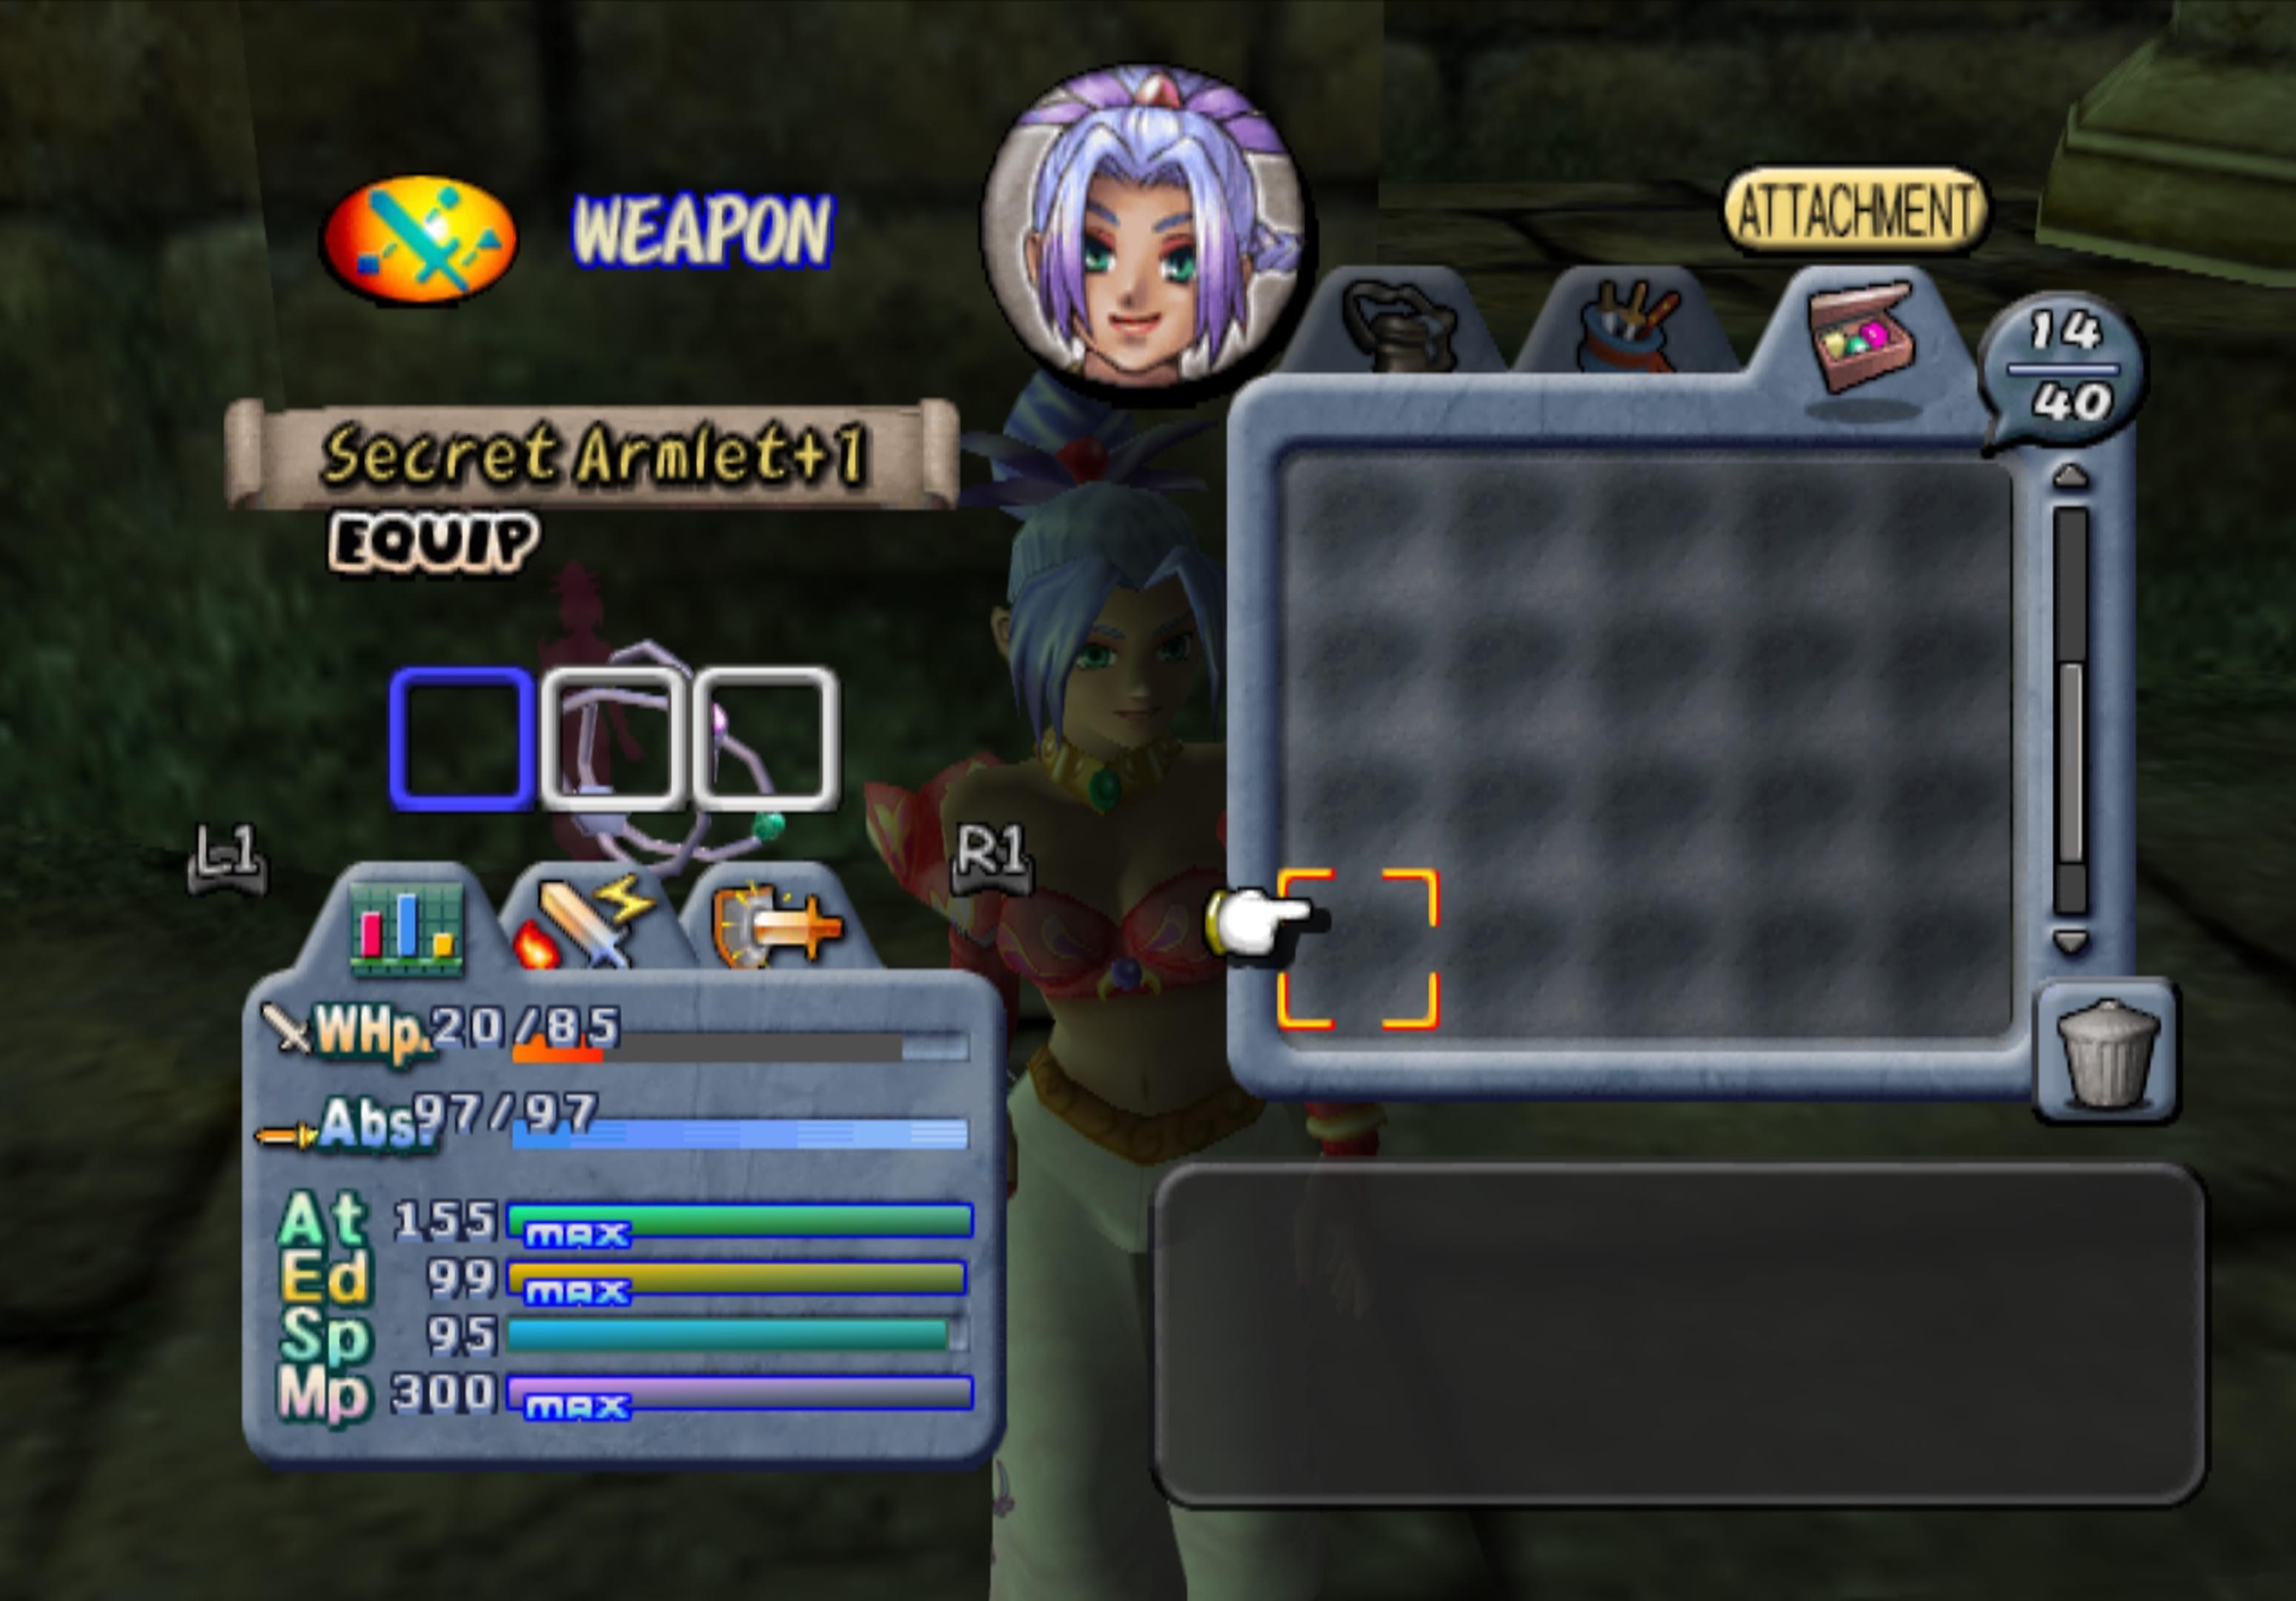 WEAPON
ATTACHMENT
14
40
Secret Armlet+1
EQUIP
L1
R1
WHp. 20/85
Abs. 97/97
At 155 max
Ed 99 max
Sp 95
Mp 300 max